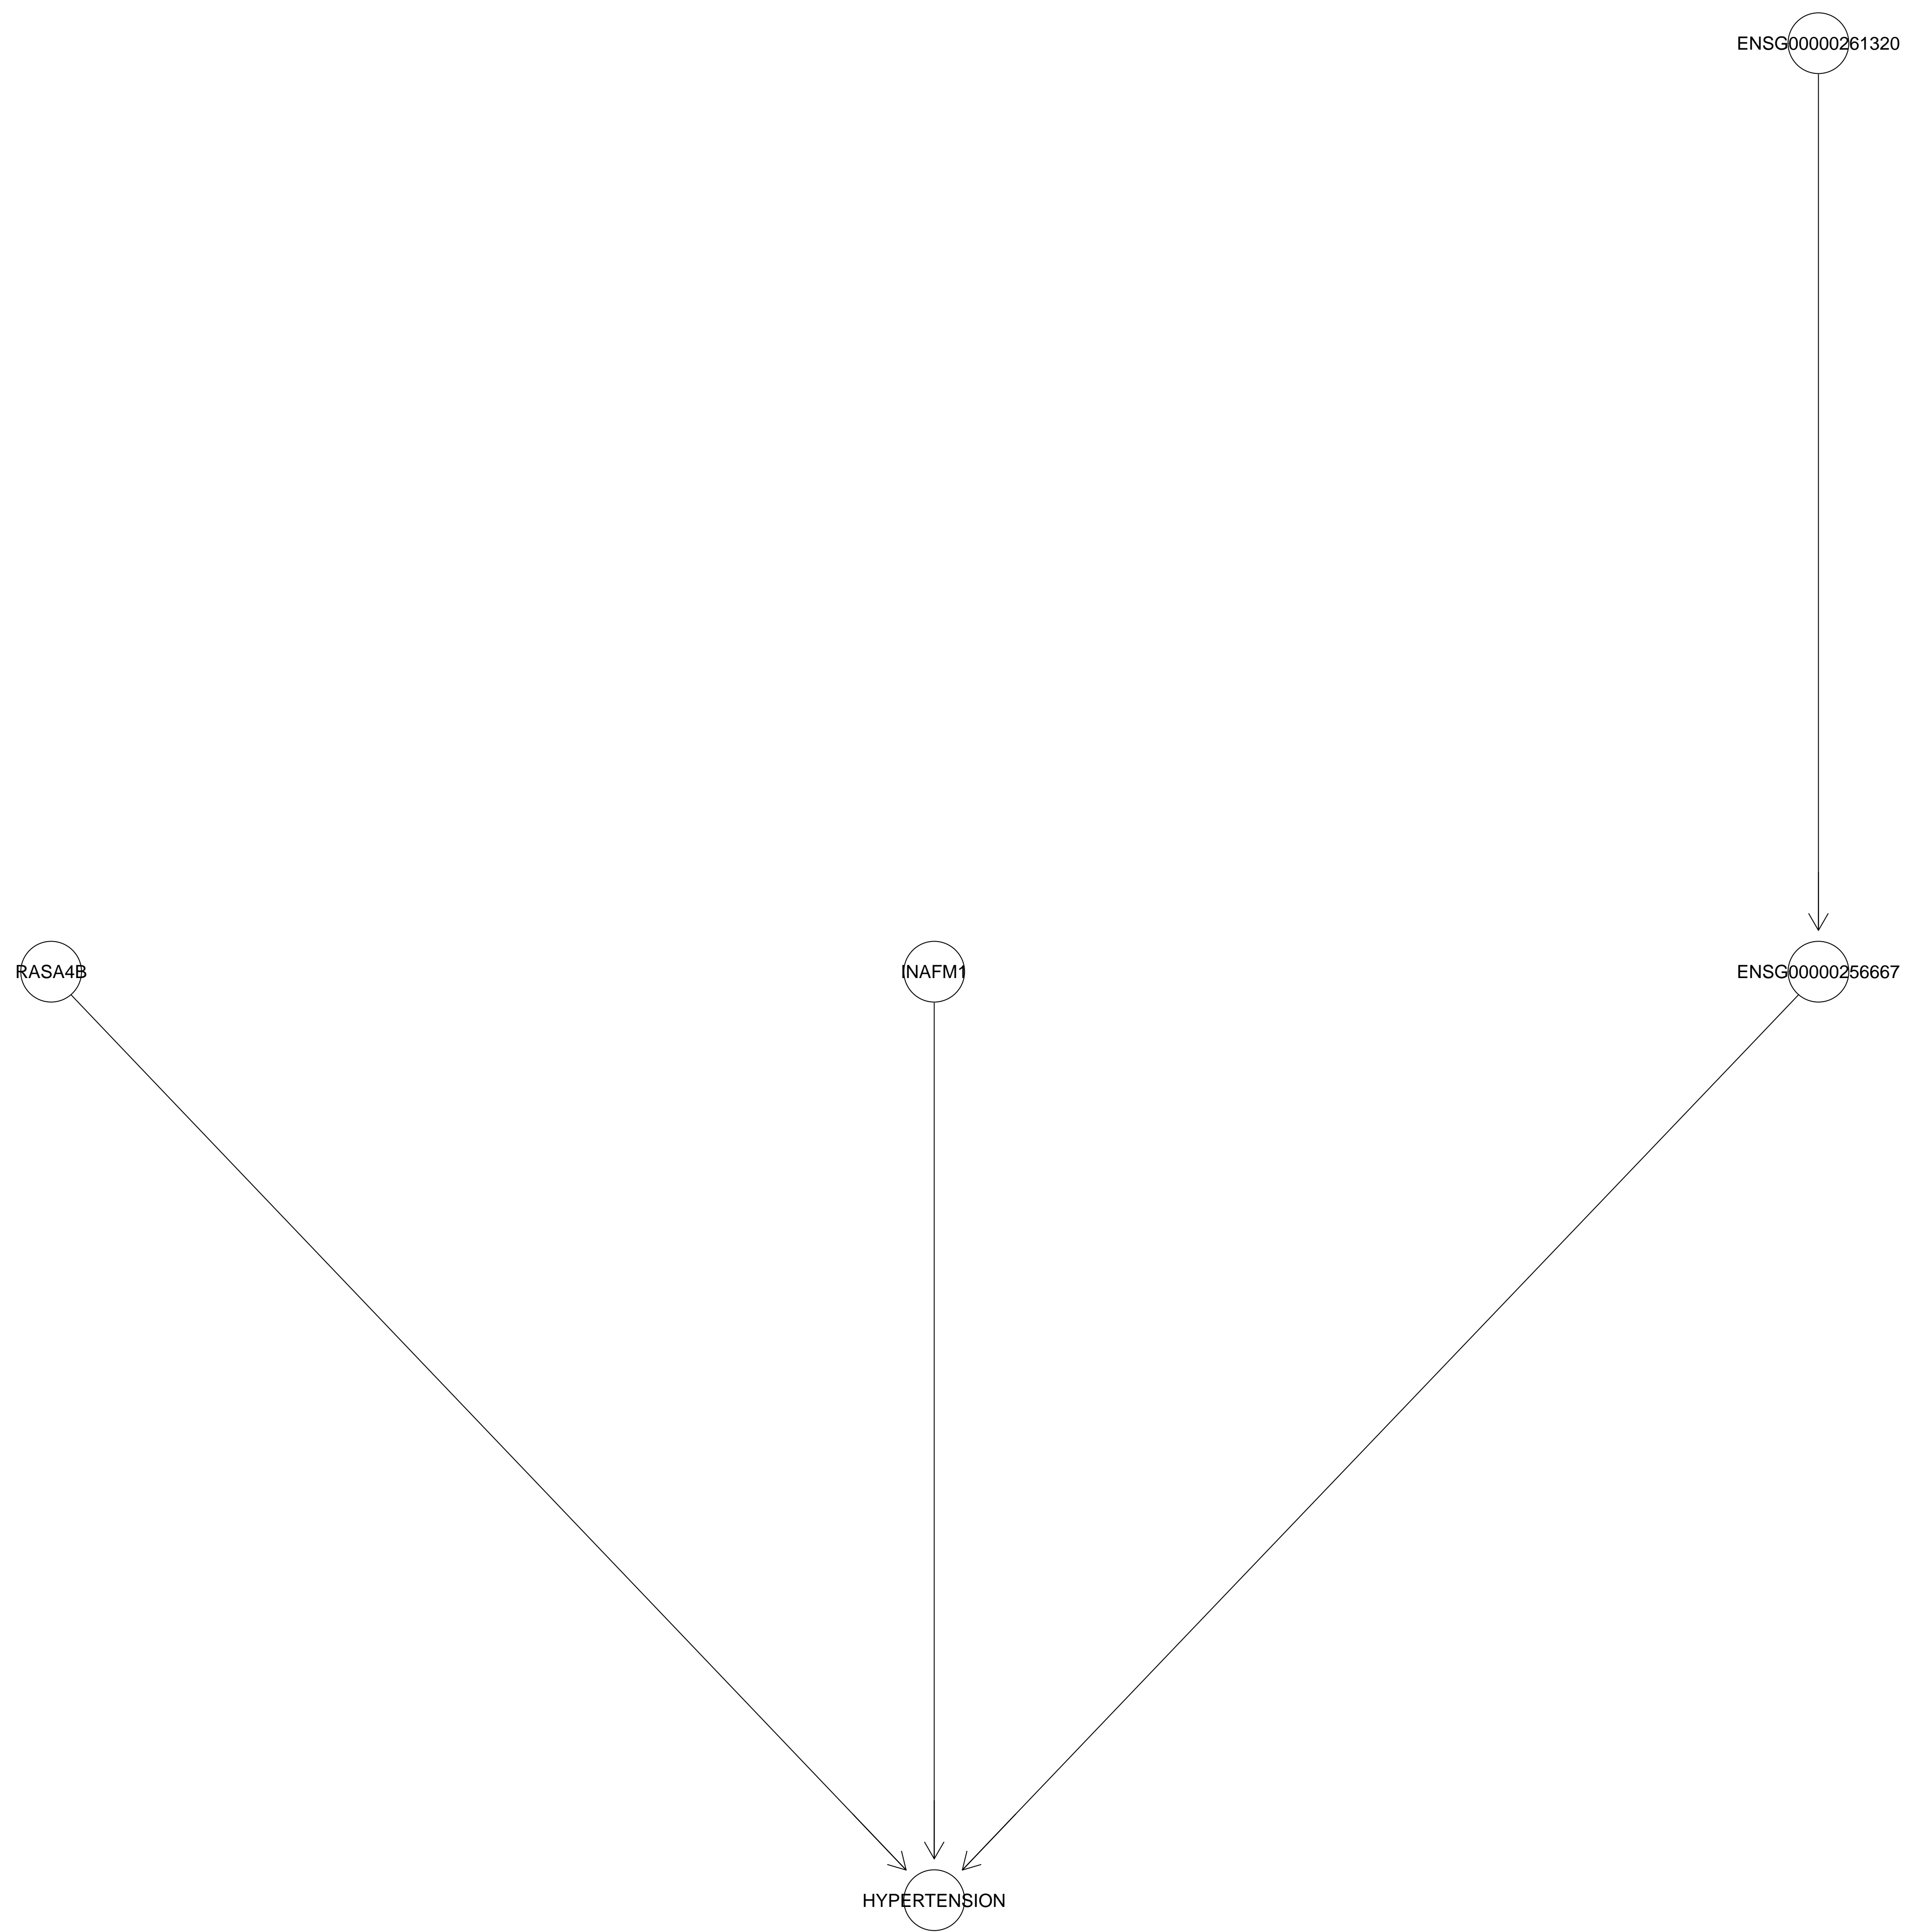 ENSG00000261320
RASA4B
INAFM1
ENSG00000256667
HYPERTENSION